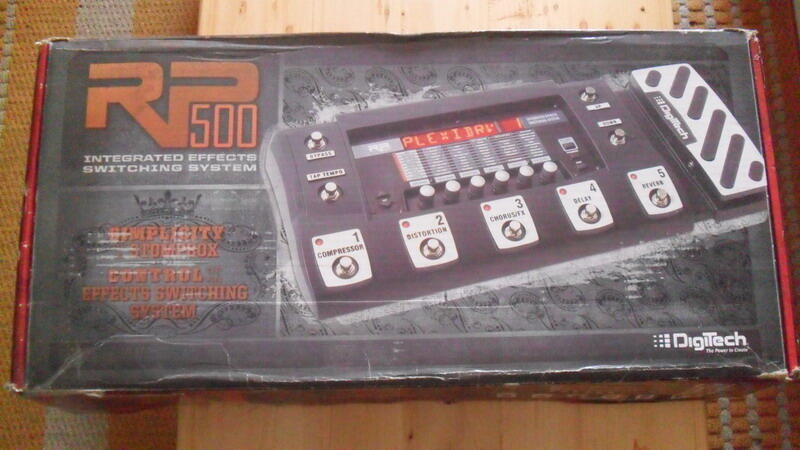 RP500
INTEGRATED EFFECTS
SWITCHING SYSTEM
SIMPLICITY
STOMPBOX
CONTROL
EFFECTS SWITCHING
SYSTEM
PLEXIDRV
UP
DOWN
BYPASS
TAP TEMPO
DigiTech
1
COMPRESSOR
2
DISTORTION
3
CHORUS/FX
4
DELAY
5
REVERB
DigiTech
The Power to Create